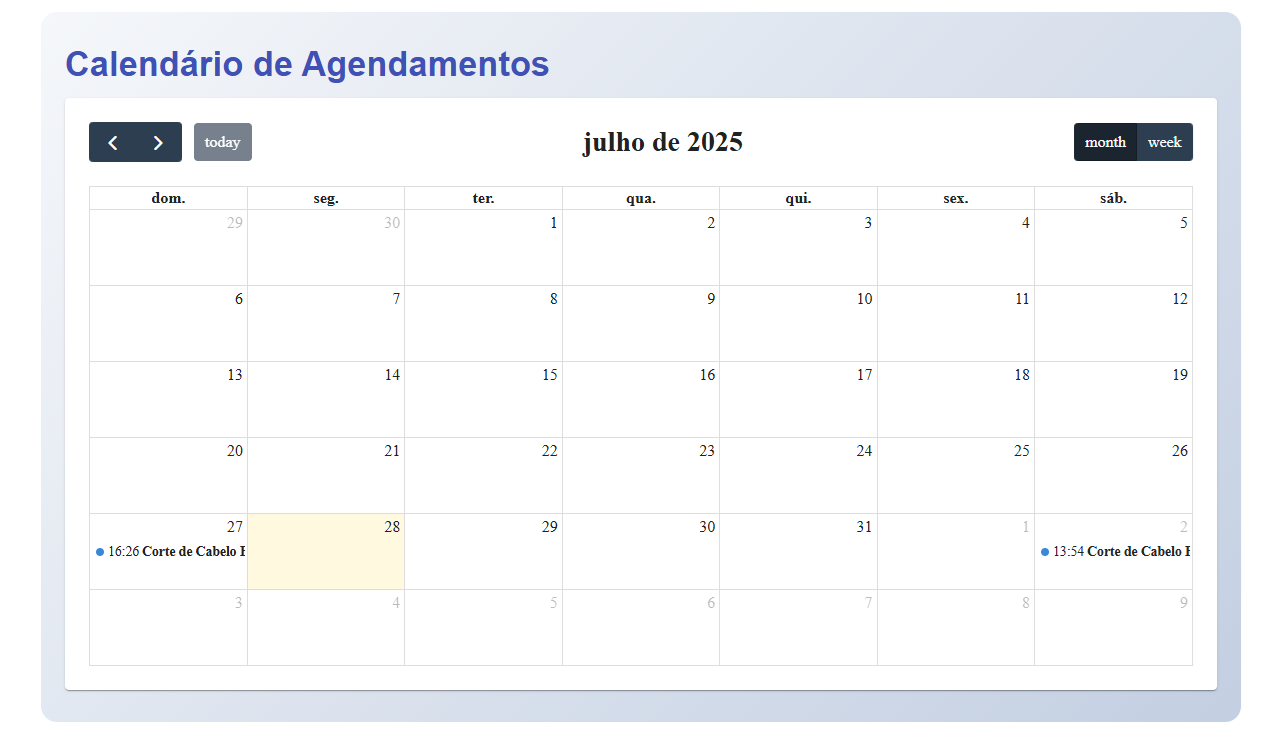 Calendário de Agendamentos
today julho de 2025 month week
dom. seg. ter. qua. qui. sex. sáb.
29 30 1 2 3 4 5
6 7 8 9 10 11 12
13 14 15 16 17 18 19
20 21 22 23 24 25 26
27 28 29 30 31 1 2
16:26 Corte de Cabelo 13:54 Corte de Cabelo
3 4 5 6 7 8 9